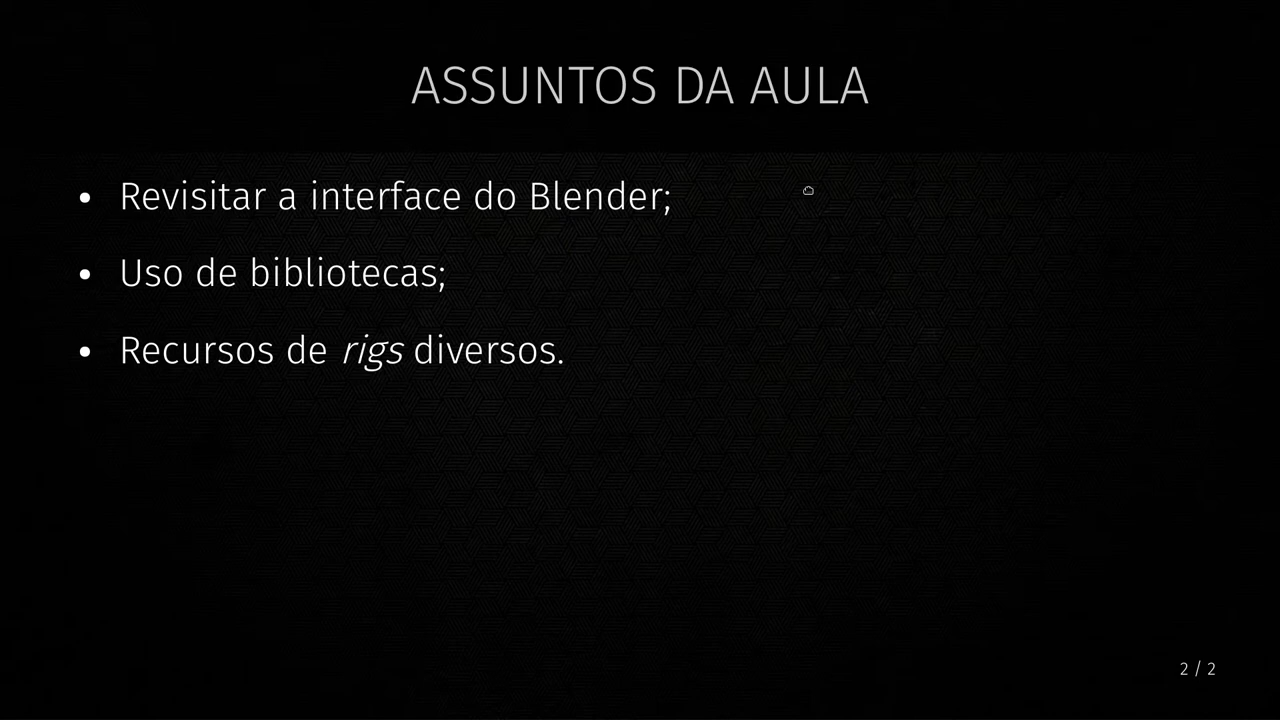 ASSUNTOS DA AULA
• Revisitar a interface do Blender;
• Uso de bibliotecas;
• Recursos de rigs diversos.
2 / 2